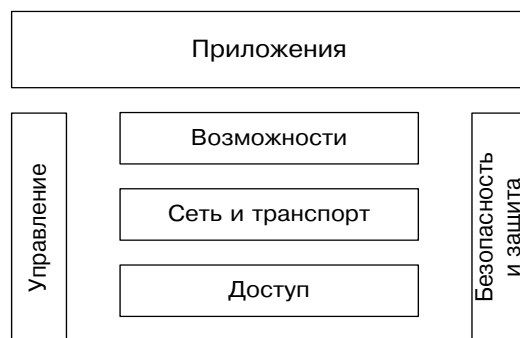 Приложения
Управление
Возможности
Сеть и транспорт
Доступ
Безопасность
и защита